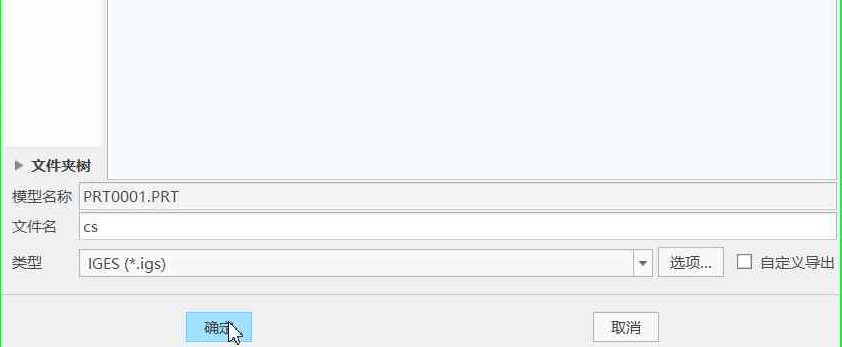 文件夹树
模型名称 PRT0001.PRT
文件名 cs
类型 IGES (*.igs) 选项... 自定义导出
确定 取消